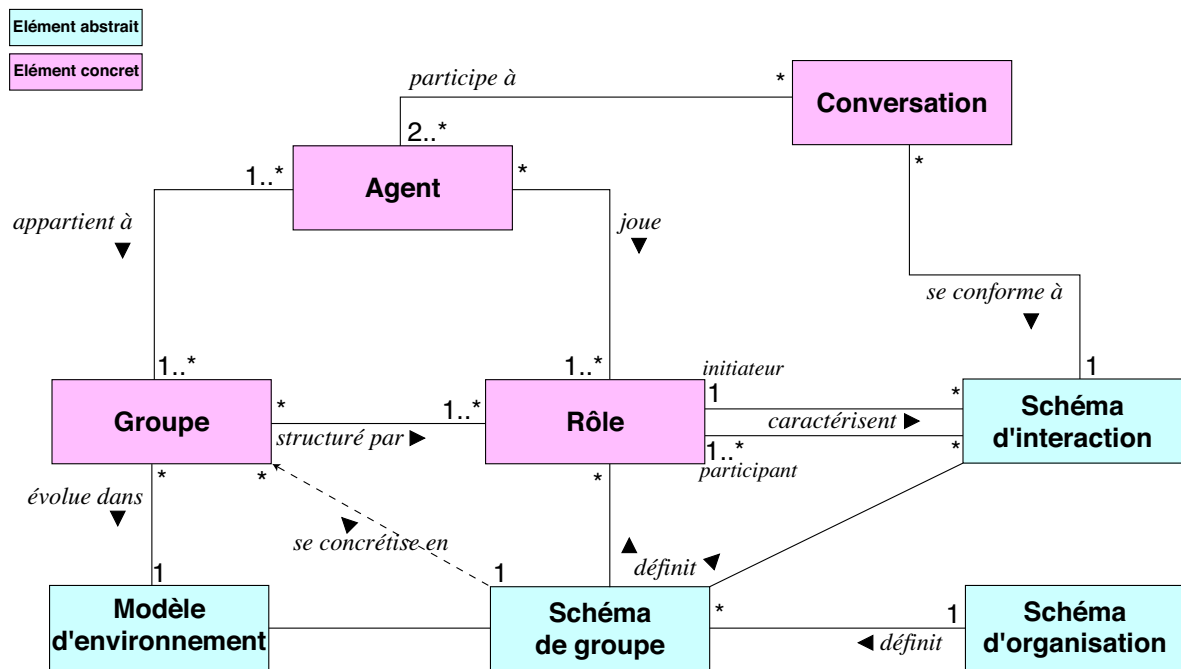 Elément abstrait
Elément concret
participe à
*
Conversation
2..*
*
1..*
Agent
*
appartient à
joue
se conforme à
1..*
1..*
initiateur
1
1
*
Groupe
*
1..*
Rôle
caractérisent
Schéma
d'interaction
structuré par
1..*
*
participant
*
*
*
évolue dans
se concrétise en
définit
1
1
Modèle
d'environnement
Schéma
de groupe
*
1
définit
Schéma
d'organisation